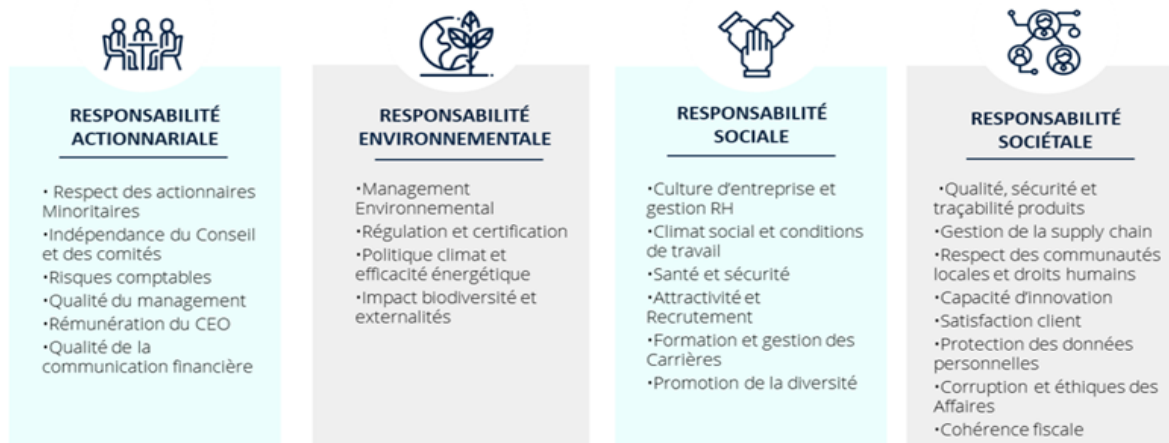 RESPONSABILITÉ
ACTIONNARIALE
• Respect des actionnaires
Minoritaires
•Indépendance du Conseil
et des comités
•Risques comptables
•Qualité du management
•Rémunération du CEO
•Qualité de la
communication financière
RESPONSABILITÉ
ENVIRONNEMENTALE
•Management
Environnemental
•Régulation et certification
•Politique climat et
efficacité énergétique
•Impact biodiversité et
externalités
RESPONSABILITÉ
SOCIALE
•Culture d’entreprise et
gestion RH
•Climat social et conditions
de travail
•Santé et sécurité
•Attractivité et
Recrutement
•Formation et gestion des
Carrières
•Promotion de la diversité
RESPONSABILITÉ
SOCIÉTALE
•Qualité, sécurité et
traçabilité produits
•Gestion de la supply chain
•Respect des communautés
locales et droits humains
•Capacité d’innovation
•Satisfaction client
•Protection des données
personnelles
•Corruption et éthiques des
Affaires
•Cohérence fiscale